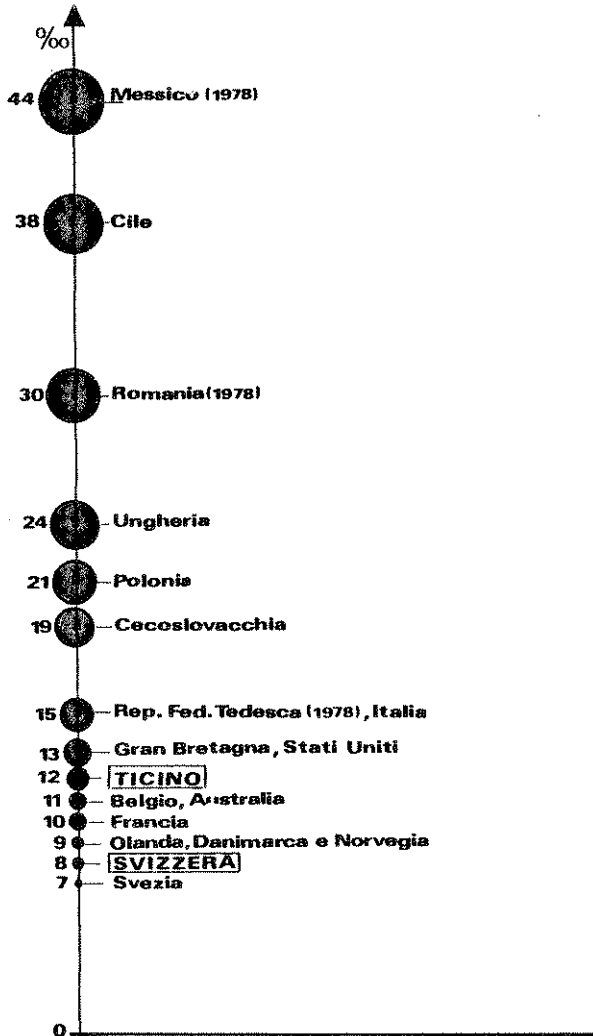 ‰
44 Messico (1978)
38 Cile
30 Romania (1978)
24 Ungheria
21 Polonia
19 Cecoslovacchia
15 Rep. Fed. Tedesca (1978), Italia
13 Gran Bretagna, Stati Uniti
12 TICINO
11 Belgio, Australia
10 Francia
9 Olanda, Danimarca e Norvegia
8 SVIZZERA
7 Svezia
0